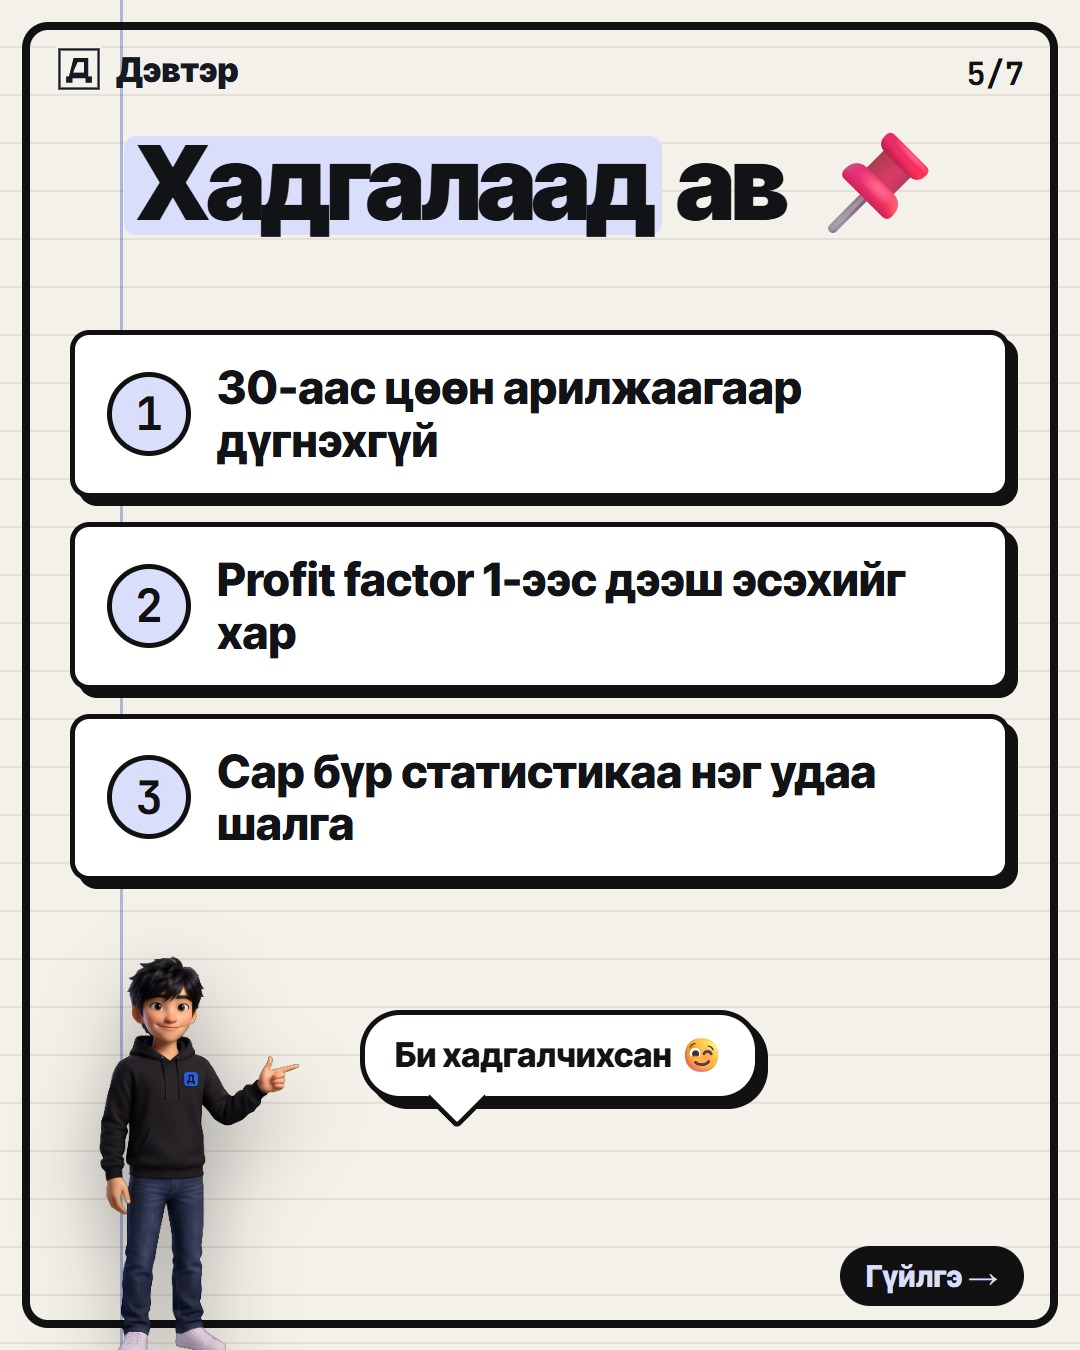 Д Дэвтэр
5/7
Хадгалаад ав 📌
1
30-аас цөөн арилжаагаар
дүгнэхгүй
2
Profit factor 1-ээс дээш эсэхийг
хар
3
Сар бүр статистикаа нэг удаа
шалга
Д
Би хадгалчихсан 😉
Гүйлгэ →